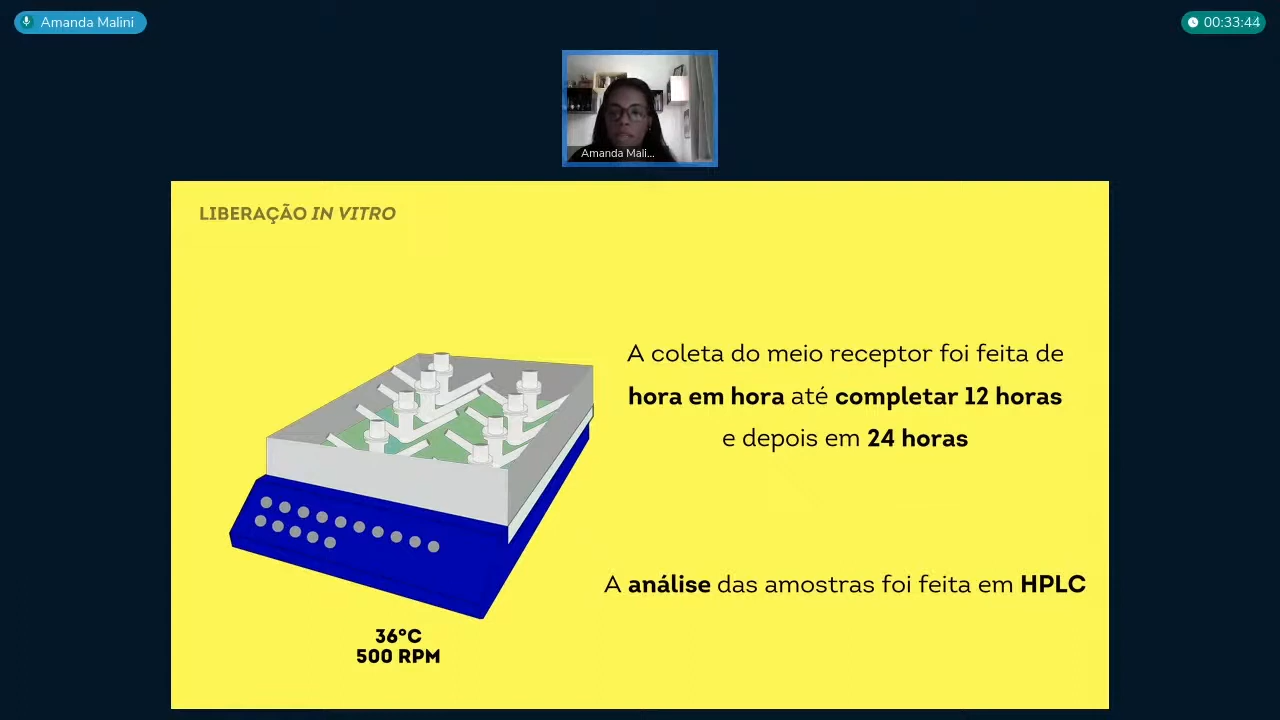 Amanda Malini
00:33:44
Amanda Mali...
LIBERAÇÃO IN VITRO
A coleta do meio receptor foi feita de
hora em hora até completar 12 horas
e depois em 24 horas
A análise das amostras foi feita em HPLC
36°C
500 RPM